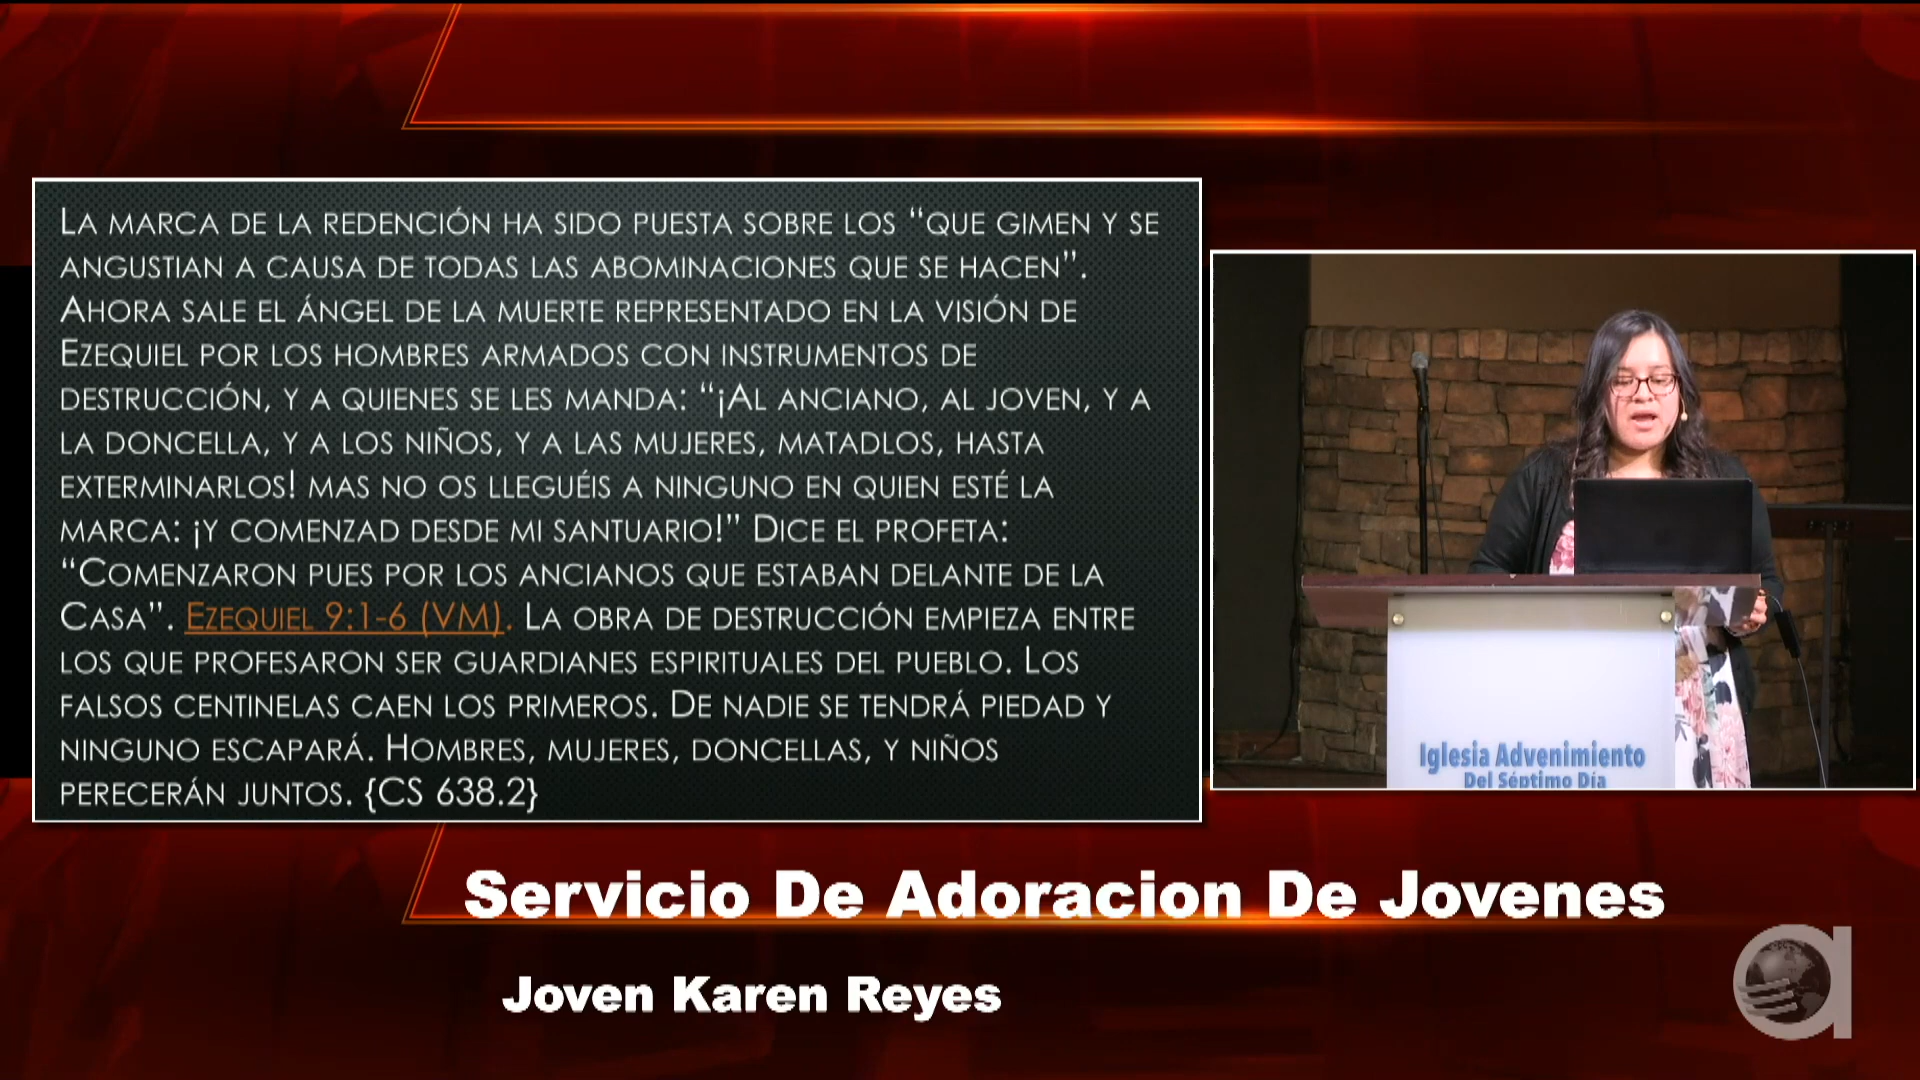 La marca de la redención ha sido puesta sobre los “que gimen y se
angustian a causa de todas las abominaciones que se hacen”.
Ahora sale el ángel de la muerte representado en la visión de
Ezequiel por los hombres armados con instrumentos de
destrucción, y a quienes se les manda: “¡Al anciano, al joven, y a
la doncella, y a los niños, y a las mujeres, matadlos, hasta
exterminarlos! mas no os lleguéis a ninguno en quien esté la
marca: ¡y comenzad desde mi santuario!” Dice el profeta:
“Comenzaron pues por los ancianos que estaban delante de la
Casa”. Ezequiel 9:1-6 (VM). La obra de destrucción empieza entre
los que profesaron ser guardianes espirituales del pueblo. Los
falsos centinelas caen los primeros. De nadie se tendrá piedad y
ninguno escapará. Hombres, mujeres, doncellas, y niños
perecerán juntos. {CS 638.2}
Iglesia Advenimiento
Del Séptimo Día
Servicio De Adoracion De Jovenes
Joven Karen Reyes